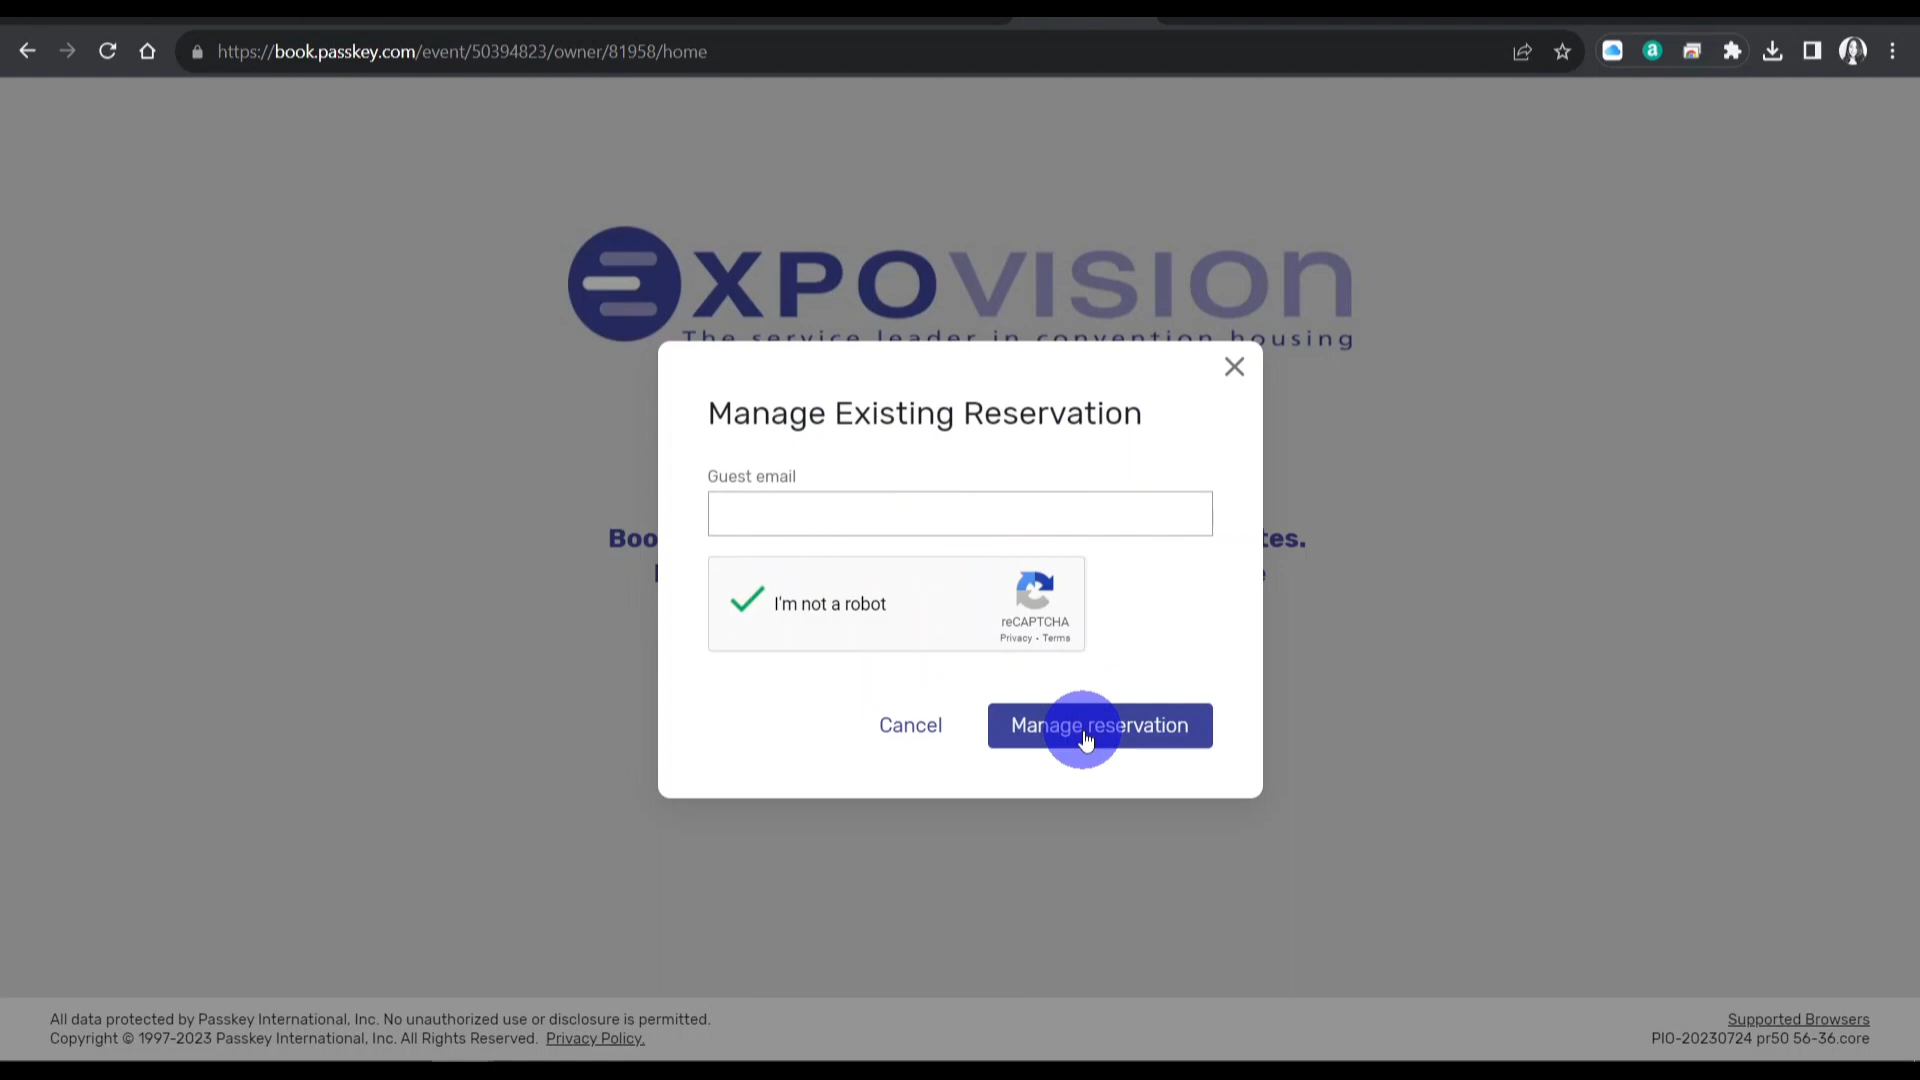 https://book.passkey.com/event/50394823/owner/81958/home
XPOVISION
The service leader in convention housing
Manage Existing Reservation
Guest email
Boo
tes.
I'm not a robot
reCAPTCHA
Privacy - Terms
Cancel
Manage reservation
All data protected by Passkey International, Inc. No unauthorized use or disclosure is permitted.
Copyright © 1997-2023 Passkey International, Inc. All Rights Reserved. Privacy Policy.
Supported Browsers
PIO-20230724 pr50 56-36.core